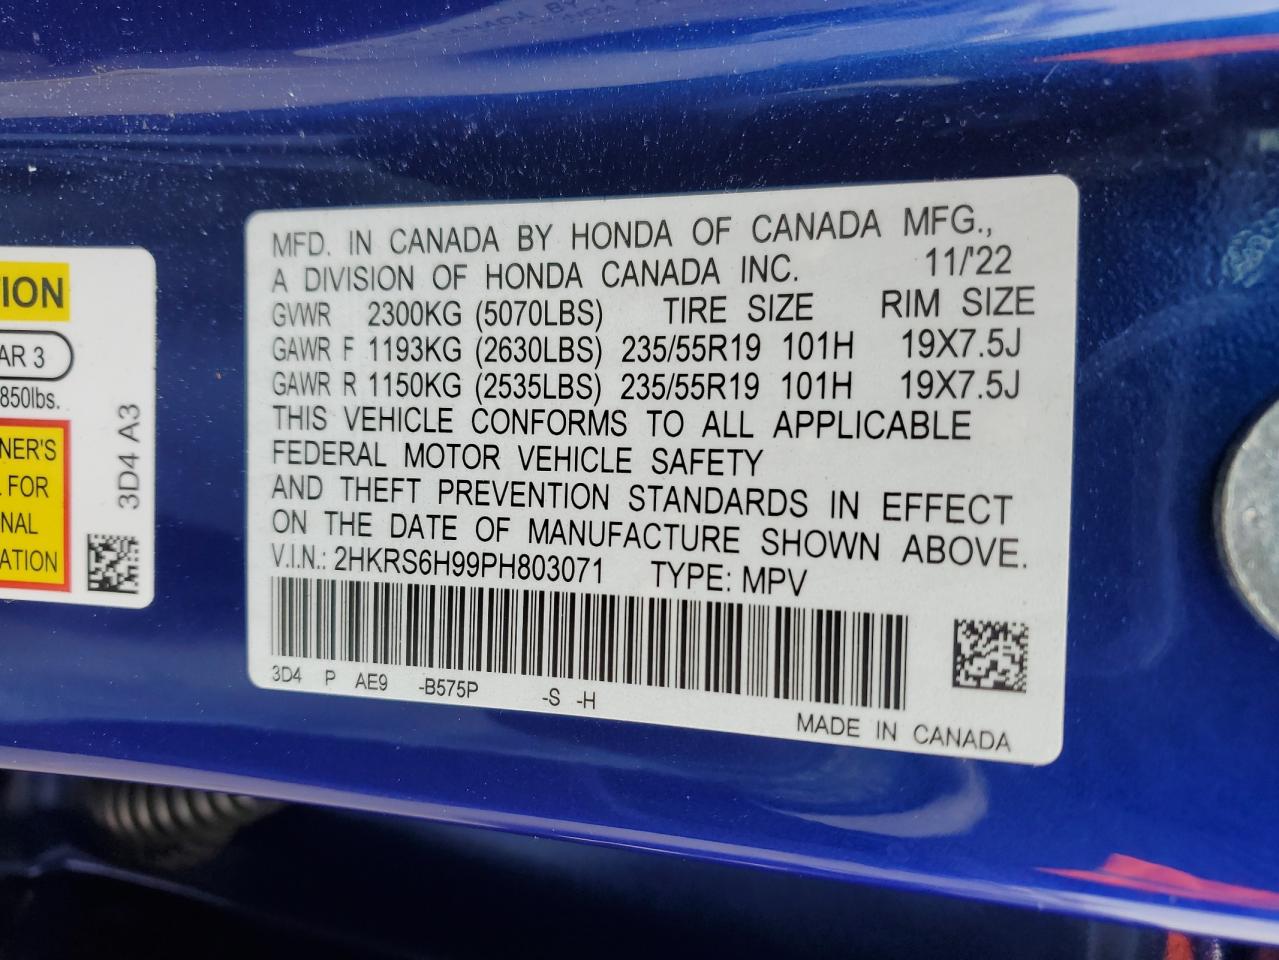 ION
AR 3
850lbs.
NER'S
FOR
NAL
ATION
3D4 A3
MFD. IN CANADA BY HONDA OF CANADA MFG.,
A DIVISION OF HONDA CANADA INC. 11/'22
GVWR 2300KG (5070LBS) TIRE SIZE RIM SIZE
GAWR F 1193KG (2630LBS) 235/55R19 101H 19X7.5J
GAWR R 1150KG (2535LBS) 235/55R19 101H 19X7.5J
THIS VEHICLE CONFORMS TO ALL APPLICABLE
FEDERAL MOTOR VEHICLE SAFETY
AND THEFT PREVENTION STANDARDS IN EFFECT
ON THE DATE OF MANUFACTURE SHOWN ABOVE.
V.I.N.: 2HKRS6H99PH803071 TYPE: MPV
3D4 P AE9 -B575P -S -H
MADE IN CANADA